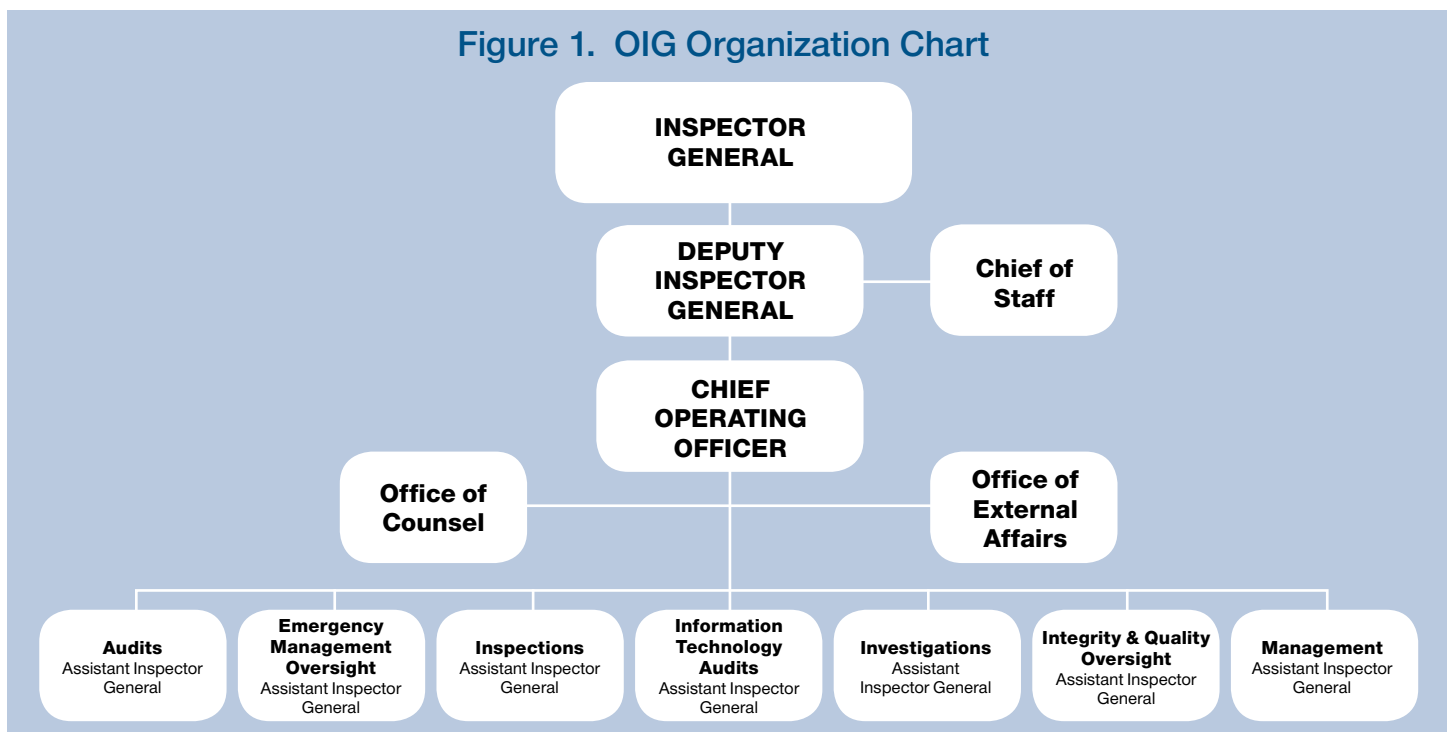 Figure 1.  OIG Organization Chart
INSPECTOR
GENERAL
DEPUTY
INSPECTOR
GENERAL
Chief of
Staff
CHIEF
OPERATING
OFFICER
Office of
Counsel
Office of
External
Affairs
Audits
Assistant Inspector
General
Emergency
Management
Oversight
Assistant Inspector
General
Inspections
Assistant Inspector
General
Information
Technology
Audits
Assistant Inspector
General
Investigations
Assistant
Inspector General
Integrity & Quality
Oversight
Assistant Inspector
General
Management
Assistant Inspector
General